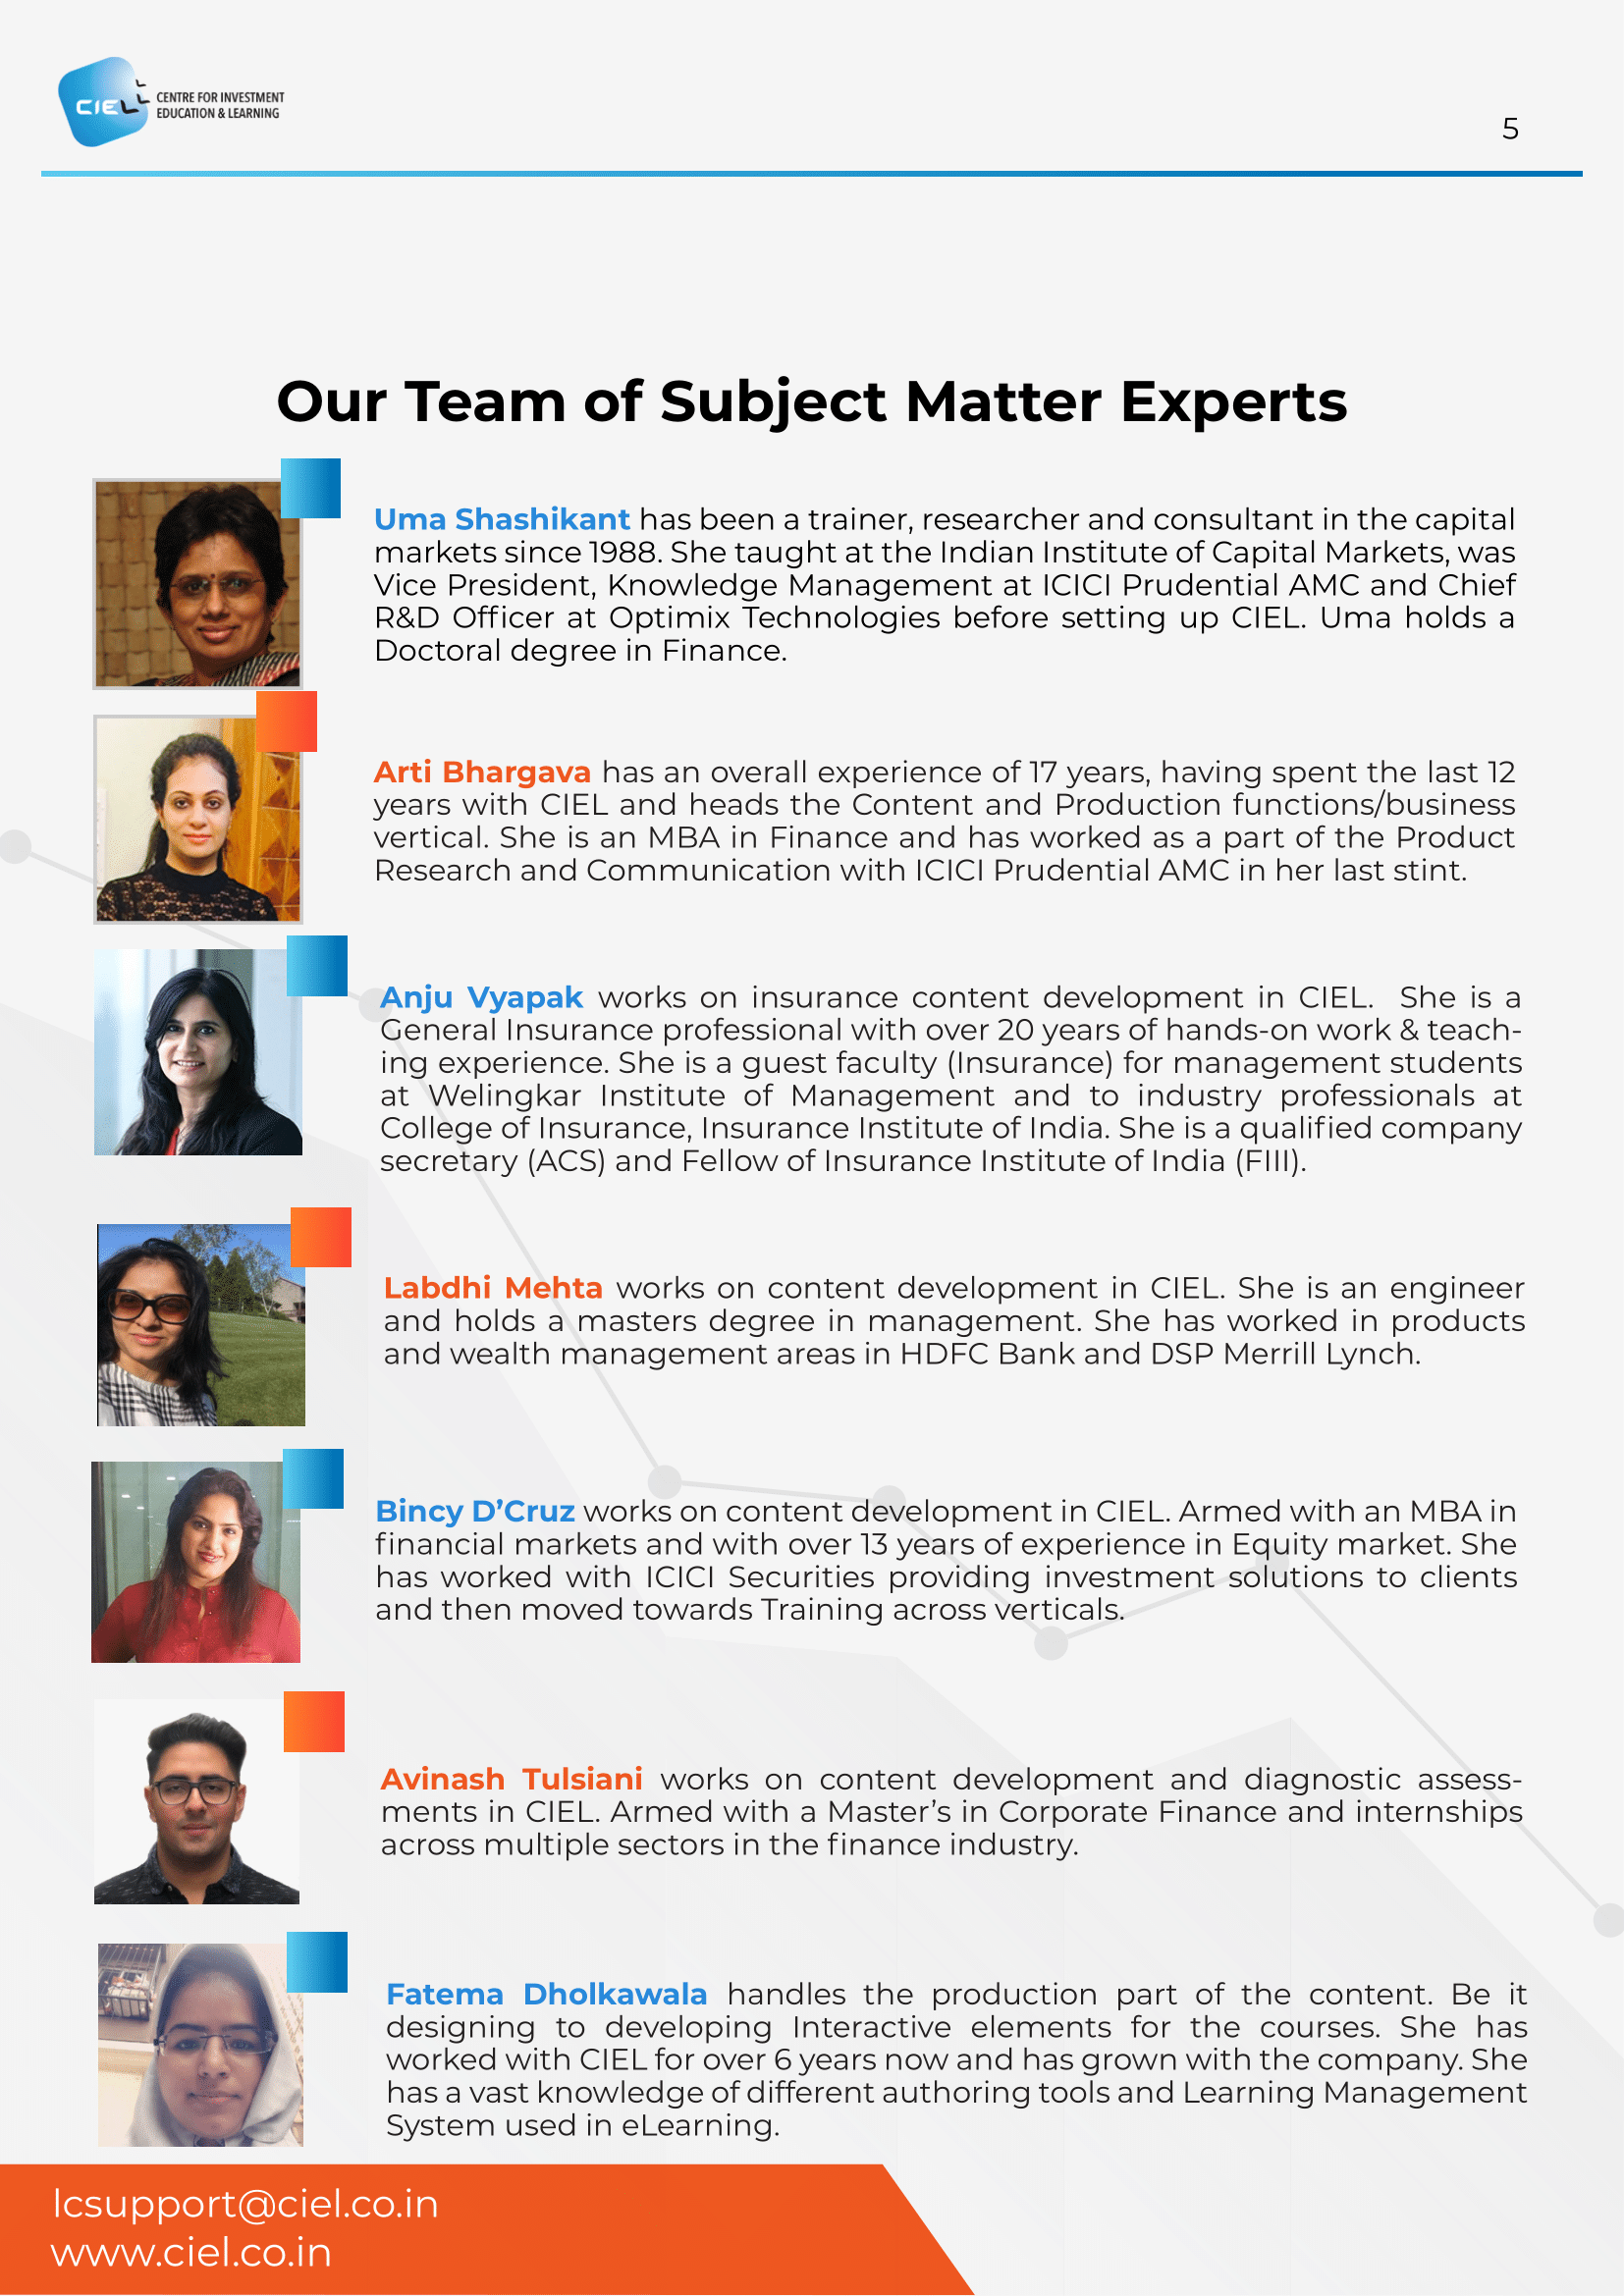 CIELL
CENTRE FOR INVESTMENT
EDUCATION & LEARNING
5
Our Team of Subject Matter Experts
Uma Shashikant has been a trainer, researcher and consultant in the capital
markets since 1988. She taught at the Indian Institute of Capital Markets, was
Vice President, Knowledge Management at ICICI Prudential AMC and Chief
R&D Officer at Optimix Technologies before setting up CIEL. Uma holds a
Doctoral degree in Finance.
Arti Bhargava has an overall experience of 17 years, having spent the last 12
years with CIEL and heads the Content and Production functions/business
vertical. She is an MBA in Finance and has worked as a part of the Product
Research and Communication with ICICI Prudential AMC in her last stint.
Anju Vyapak works on insurance content development in CIEL. She is a
General Insurance professional with over 20 years of hands-on work & teach-
ing experience. She is a guest faculty (Insurance) for management students
at Welingkar Institute of Management and to industry professionals at
College of Insurance, Insurance Institute of India. She is a qualified company
secretary (ACS) and Fellow of Insurance Institute of India (FIII).
Labdhi Mehta works on content development in CIEL. She is an engineer
and holds a masters degree in management. She has worked in products
and wealth management areas in HDFC Bank and DSP Merrill Lynch.
Bincy D’Cruz works on content development in CIEL. Armed with an MBA in
financial markets and with over 13 years of experience in Equity market. She
has worked with ICICI Securities providing investment solutions to clients
and then moved towards Training across verticals.
Avinash Tulsiani works on content development and diagnostic assess-
ments in CIEL. Armed with a Master’s in Corporate Finance and internships
across multiple sectors in the finance industry.
Fatema Dholkawala handles the production part of the content. Be it
designing to developing Interactive elements for the courses. She has
worked with CIEL for over 6 years now and has grown with the company. She
has a vast knowledge of different authoring tools and Learning Management
System used in eLearning.
lcsupport@ciel.co.in
www.ciel.co.in